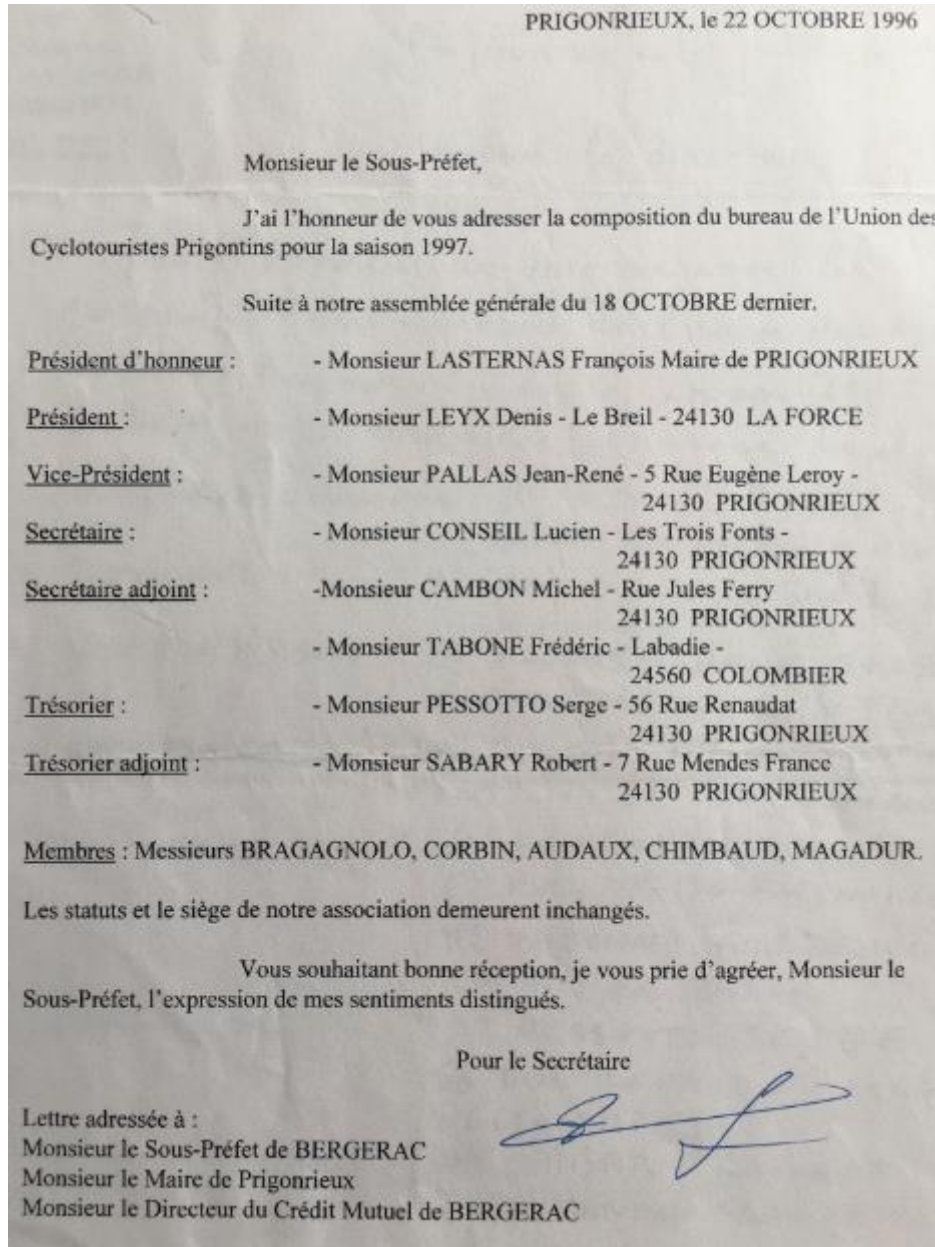 PRIGONRIEUX, le 22 OCTOBRE 1996
Monsieur le Sous-Préfet,
J'ai l'honneur de vous adresser la composition du bureau de l'Union des
Cyclotouristes Prigontins pour la saison 1997.
Suite à notre assemblée générale du 18 OCTOBRE dernier.
Président d'honneur : - Monsieur LASTERNAS François Maire de PRIGONRIEUX
Président : - Monsieur LEYX Denis - Le Breil - 24130 LA FORCE
Vice-Président : - Monsieur PALLAS Jean-René - 5 Rue Eugène Leroy -
24130 PRIGONRIEUX
Secrétaire : - Monsieur CONSEIL Lucien - Les Trois Fonts -
24130 PRIGONRIEUX
Secrétaire adjoint : -Monsieur CAMBON Michel - Rue Jules Ferry
24130 PRIGONRIEUX
- Monsieur TABONE Frédéric - Labadie -
24560 COLOMBIER
Trésorier : - Monsieur PESSOTTO Serge - 56 Rue Renaudat
24130 PRIGONRIEUX
Trésorier adjoint : - Monsieur SABARY Robert - 7 Rue Mendes France
24130 PRIGONRIEUX
Membres : Messieurs BRAGAGNOLO, CORBIN, AUDAUX, CHIMBAUD, MAGADUR.
Les statuts et le siège de notre association demeurent inchangés.
Vous souhaitant bonne réception, je vous prie d'agréer, Monsieur le
Sous-Préfet, l'expression de mes sentiments distingués.
Pour le Secrétaire
Lettre adressée à :
Monsieur le Sous-Préfet de BERGERAC
Monsieur le Maire de Prigonrieux
Monsieur le Directeur du Crédit Mutuel de BERGERAC